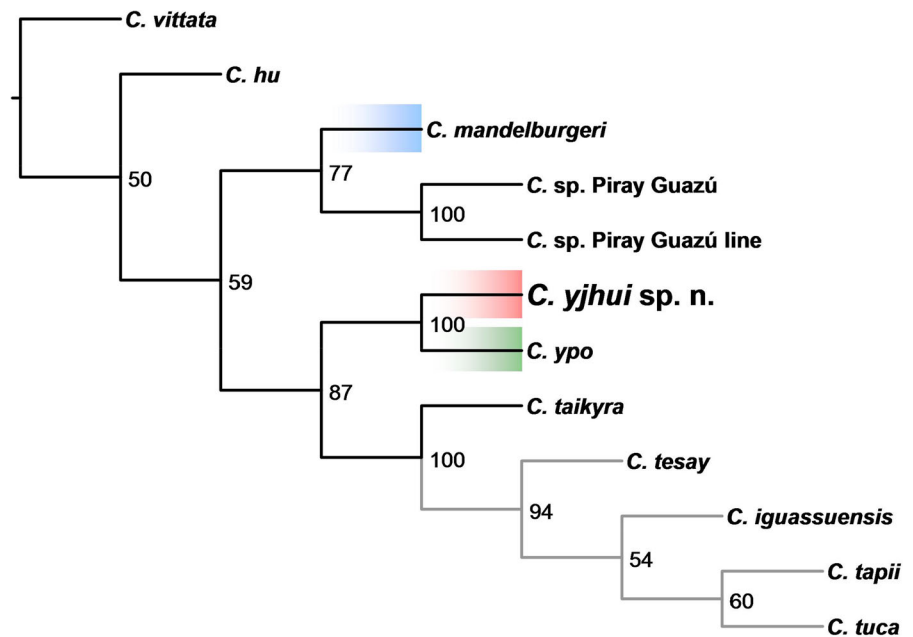 C. vittata
C. hu
C. mandelburgeri
77
50
C. sp. Piray Guazú
100
C. sp. Piray Guazú line
59
C. yjhui sp. n.
100
C. ypo
87
C. taikyra
100
C. tesay
94
C. iguassuensis
54
C. tapii
60
C. tuca